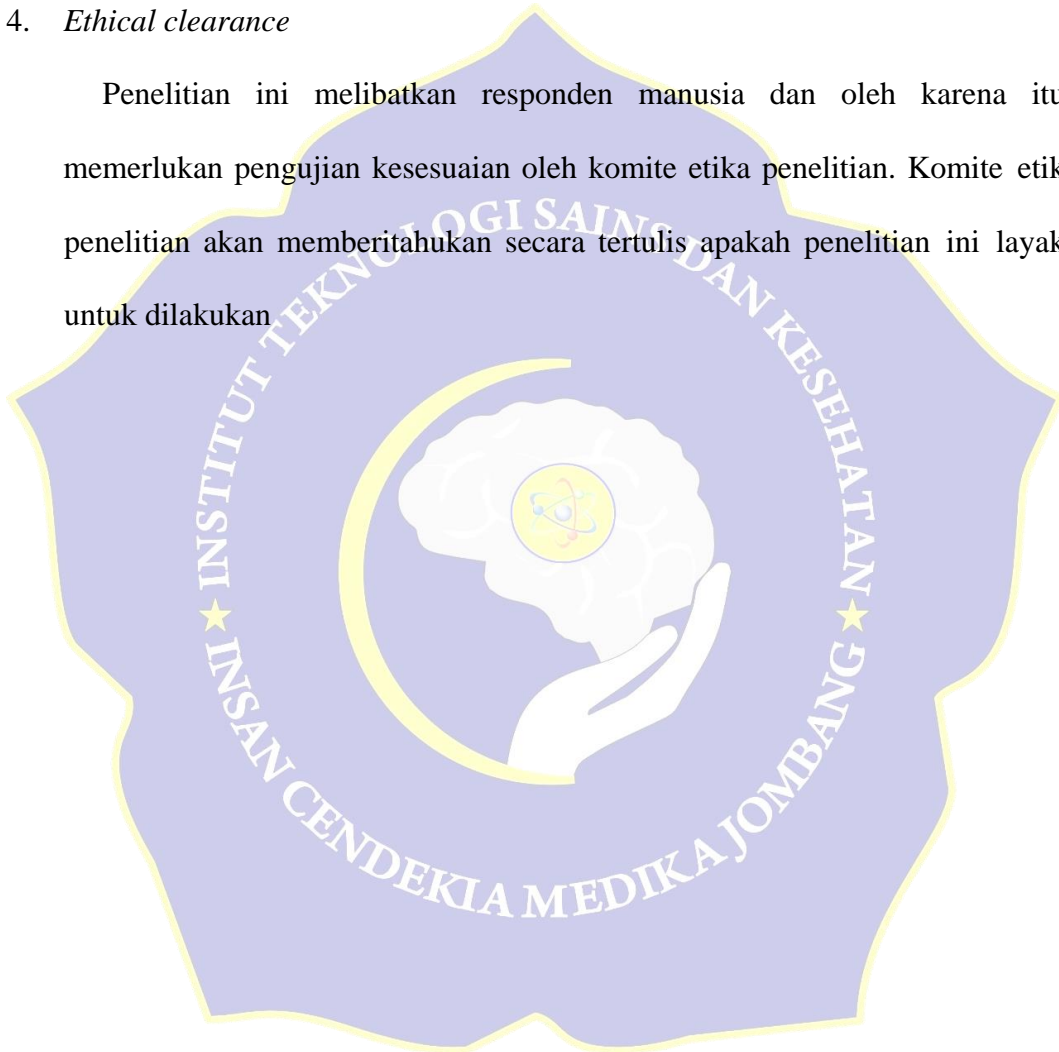 4. Ethical clearance
Penelitian ini melibatkan responden manusia dan oleh karena itu
memerlukan pengujian kesesuaian oleh komite etika penelitian. Komite etik
penelitian akan memberitahukan secara tertulis apakah penelitian ini layak
untuk dilakukan
INSTITUT TEKNOLOGI SAINS DAN KESEHATAN
INSAN CENDEKIA MEDIKA JOMBANG